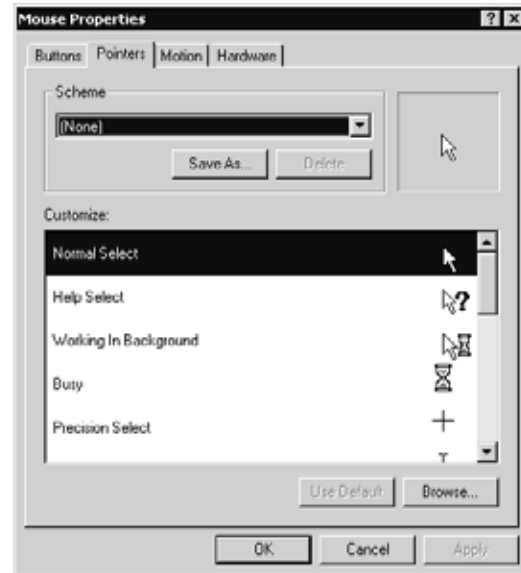 Mouse Properties
Buttons Pointers Motion Hardware
Scheme
(None)
Save As... Delete
Customize:
Normal Select
Help Select
Working In Background
Busy
Precision Select
Use Default Browse...
OK Cancel Apply